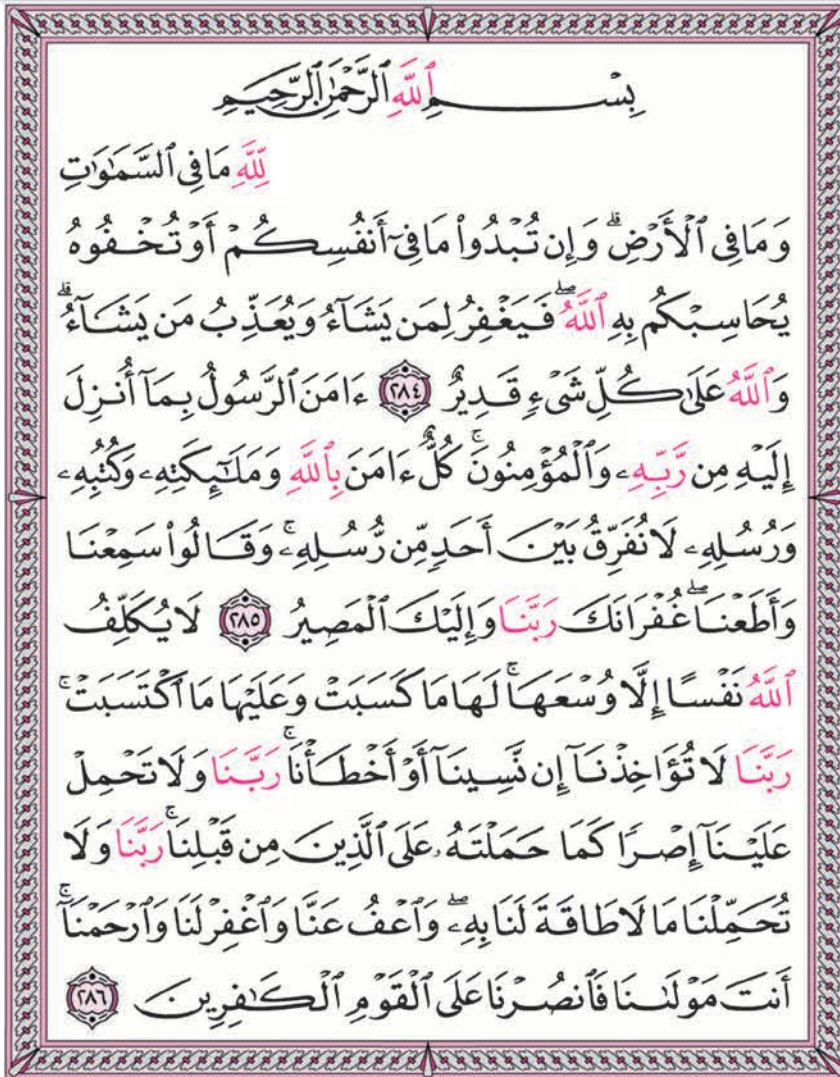 بِسْمِ ٱللَّهِ ٱلرَّحْمَٰنِ ٱلرَّحِيمِ
لِّلَّهِ مَا فِى ٱلسَّمَٰوَٰتِ
وَمَا فِى ٱلْأَرْضِ ۗ وَإِن تُبْدُوا۟ مَا فِىٓ أَنفُسِكُمْ أَوْ تُخْفُوهُ
يُحَاسِبْكُم بِهِ ٱللَّهُ ۖ فَيَغْفِرُ لِمَن يَشَآءُ وَيُعَذِّبُ مَن يَشَآءُ ۗ
وَٱللَّهُ عَلَىٰ كُلِّ شَىْءٍ قَدِيرٌ ٢٨٤ ءَامَنَ ٱلرَّسُولُ بِمَآ أُنزِلَ
إِلَيْهِ مِن رَّبِّهِۦ وَٱلْمُؤْمِنُونَ ۚ كُلٌّ ءَامَنَ بِٱللَّهِ وَمَلَٰٓئِكَتِهِۦ وَكُتُبِهِۦ
وَرُسُلِهِۦ لَا نُفَرِّقُ بَيْنَ أَحَدٍ مِّن رُّسُلِهِۦ ۚ وَقَالُوا۟ سَمِعْنَا
وَأَطَعْنَا ۖ غُفْرَانَكَ رَبَّنَا وَإِلَيْكَ ٱلْمَصِيرُ ٢٨٥ لَا يُكَلِّفُ
ٱللَّهُ نَفْسًا إِلَّا وُسْعَهَا ۚ لَهَا مَا كَسَبَتْ وَعَلَيْهَا مَا ٱكْتَسَبَتْ ۚ
رَبَّنَا لَا تُؤَاخِذْنَآ إِن نَّسِينَآ أَوْ أَخْطَأْنَا ۚ رَبَّنَا وَلَا تَحْمِلْ
عَلَيْنَآ إِصْرًا كَمَا حَمَلْتَهُۥ عَلَى ٱلَّذِينَ مِن قَبْلِنَا ۚ رَبَّنَا وَلَا
تُحَمِّلْنَا مَا لَا طَاقَةَ لَنَا بِهِۦ ۖ وَٱعْفُ عَنَّا وَٱغْفِرْ لَنَا وَٱرْحَمْنَآ ۚ
أَنتَ مَوْلَىٰنَا فَٱنصُرْنَا عَلَى ٱلْقَوْمِ ٱلْكَٰفِرِينَ ٢٨٦